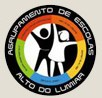 AGRUPAMENTO DE ESCOLAS
ALTO DO LUMIAR